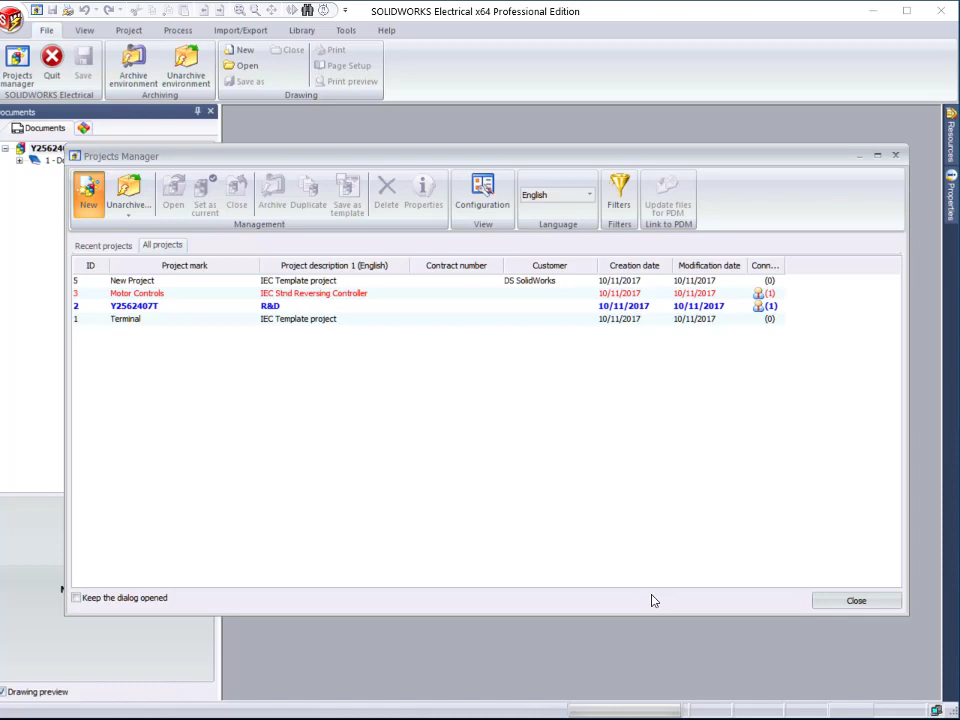 SOLIDWORKS Electrical x64 Professional Edition
File View Project Process Import/Export Library Tools Help
Projects manager
Quit
Save
SOLIDWORKS Electrical
Archive environment
Unarchive environment
Archiving
New
Open
Save as
Close
Print
Page Setup
Print preview
Drawing
ocuments
Documents
Y256240
1 - D
Projects Manager
New
Unarchive...
Open
Set as current
Close
Archive
Duplicate
Save as template
Delete
Properties
Management
Configuration
View
English
Language
Filters
Filters
Update files for PDM
Link to PDM
Recent projects All projects
ID Project mark Project description 1 (English) Contract number Customer Creation date Modification date Conn...
5 New Project IEC Template project DS SolidWorks 10/11/2017 10/11/2017 (0)
3 Motor Controls IEC Stnd Reversing Controller 10/11/2017 10/11/2017 (1)
2 Y2562407T R&D 10/11/2017 10/11/2017 (1)
1 Terminal IEC Template project 10/11/2017 10/11/2017 (0)
Keep the dialog opened
Close
Drawing preview
Resources
Properties